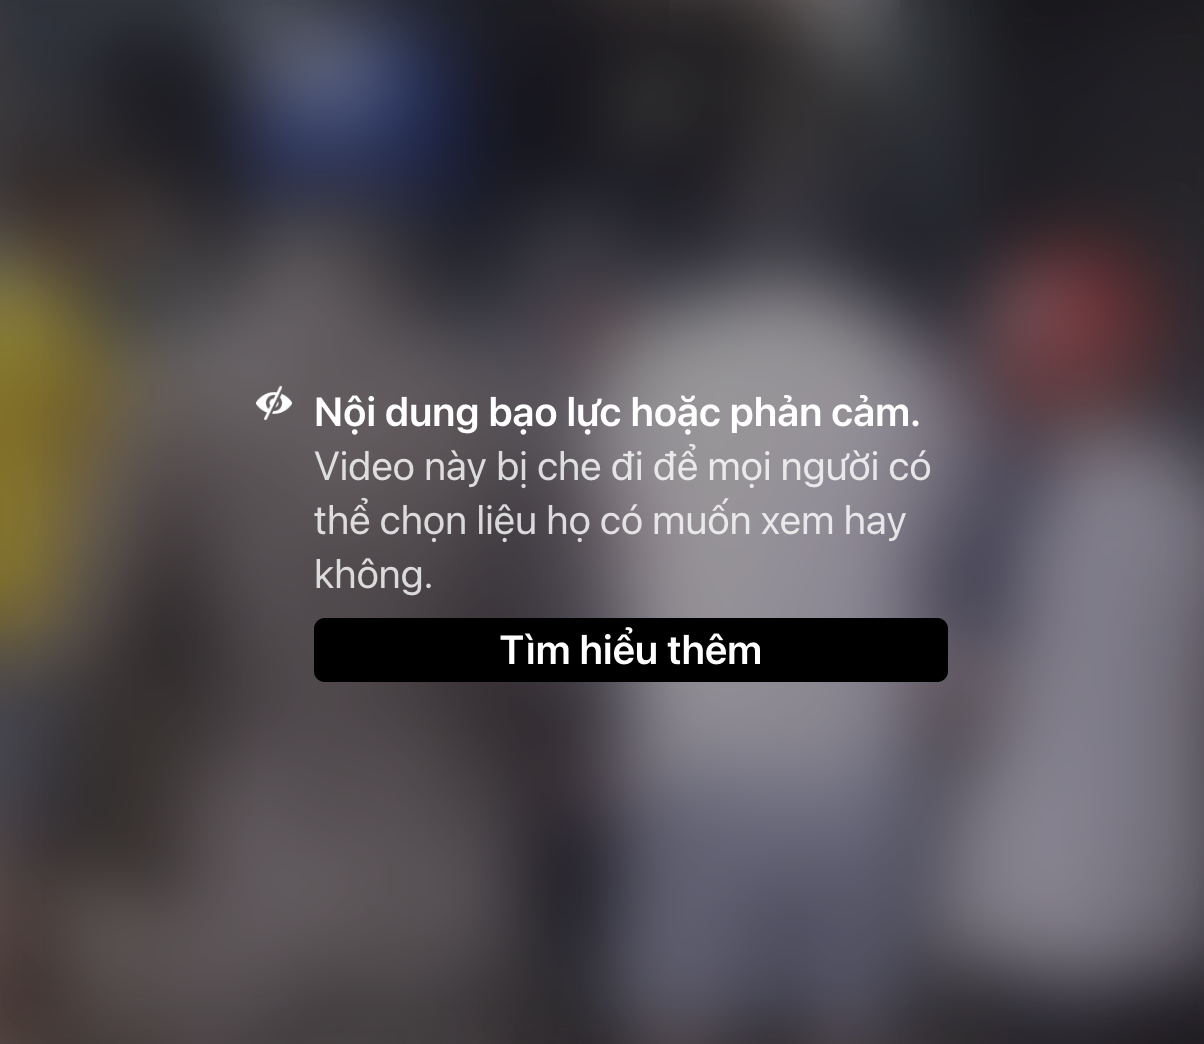 Nội dung bạo lực hoặc phản cảm.
Video này bị che đi để mọi người có
thể chọn liệu họ có muốn xem hay
không.
Tìm hiểu thêm